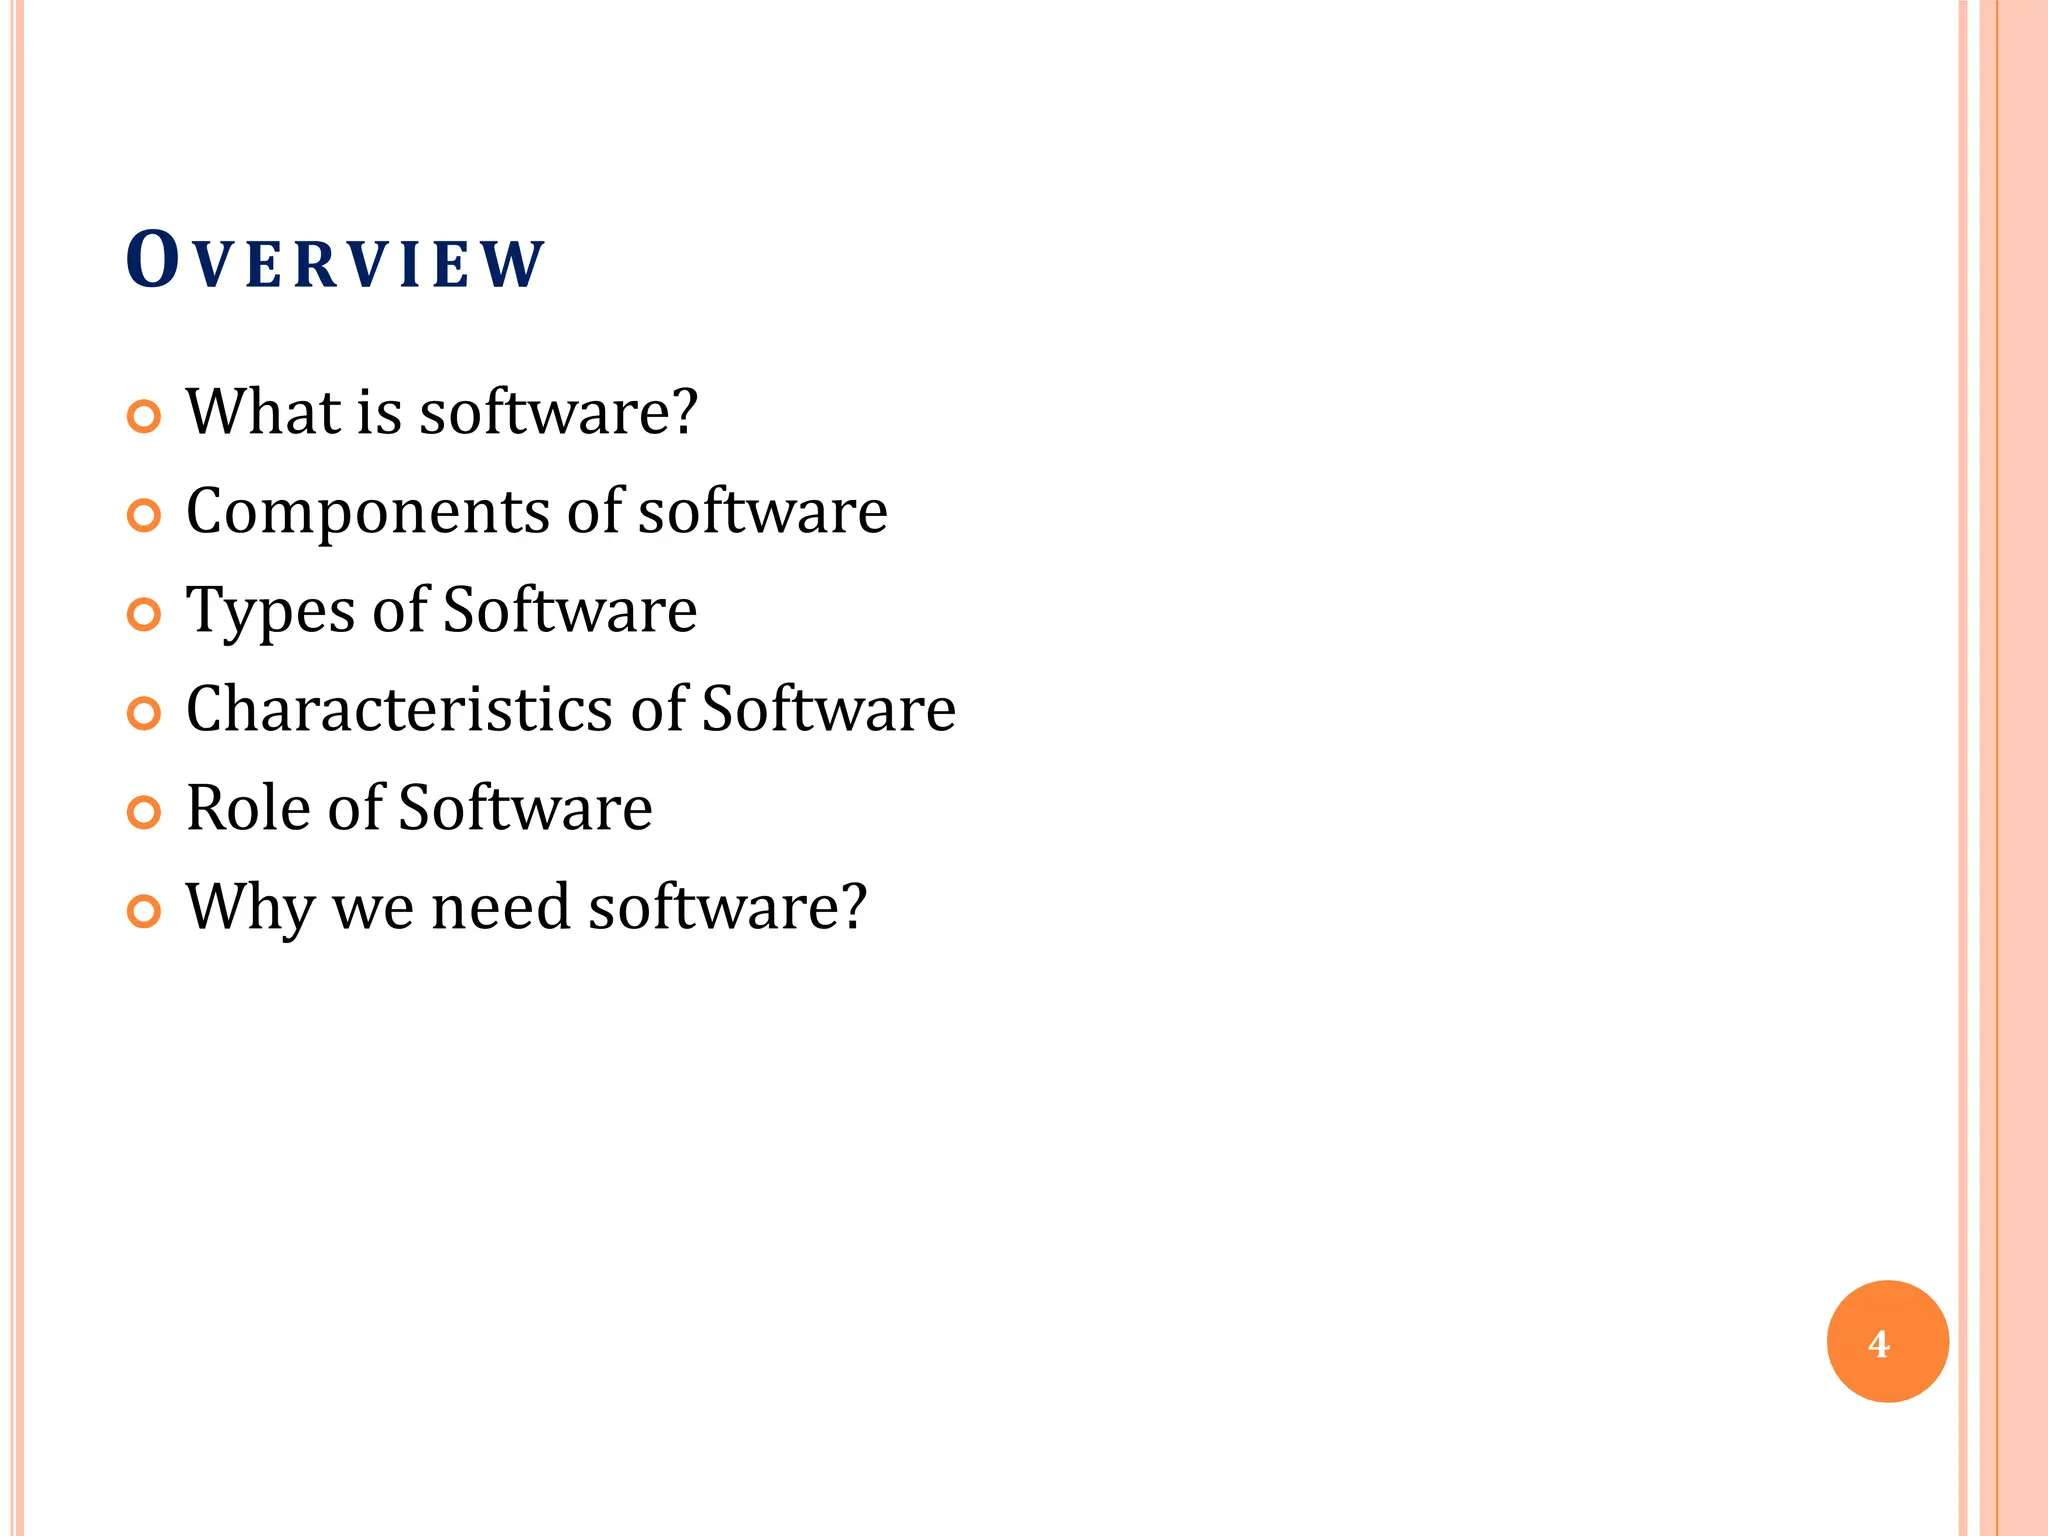 OVERVIEW
What is software?
Components of software
Types of Software
Characteristics of Software
Role of Software
Why we need software?
4